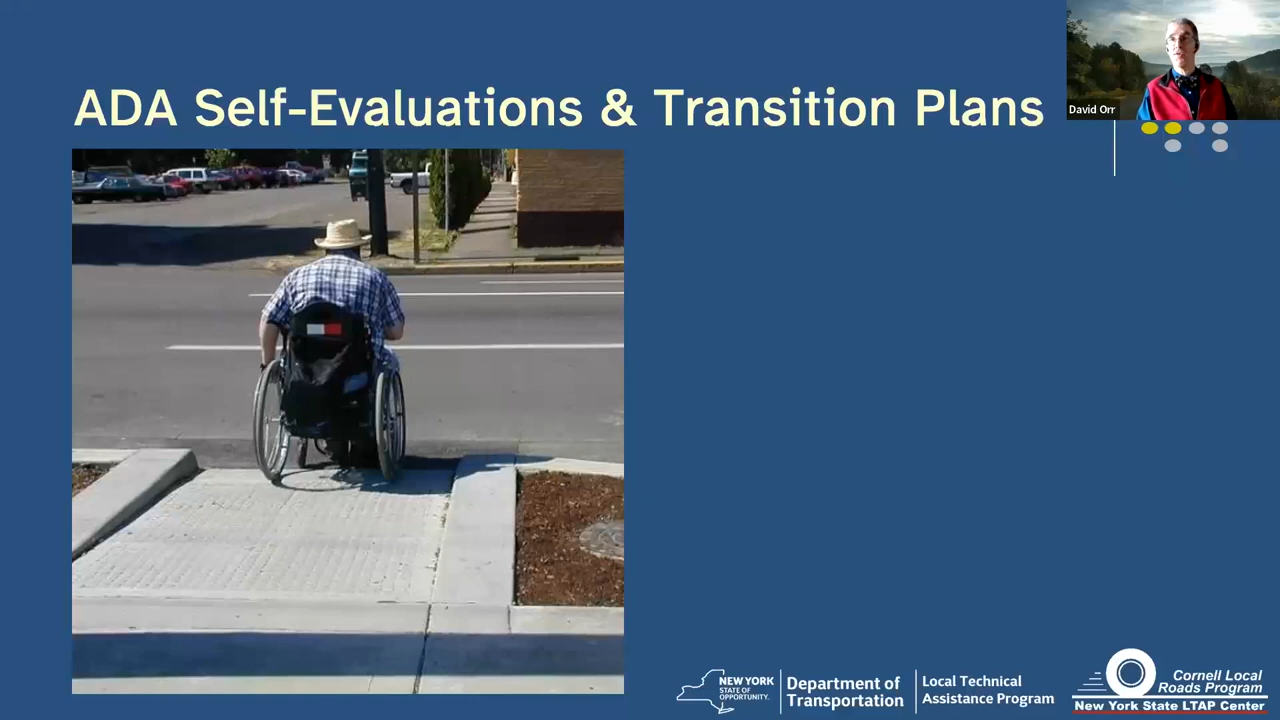 ADA Self-Evaluations & Transition Plans
David Orr
NEW YORK
STATE OF
OPPORTUNITY.
Department of
Transportation
Local Technical
Assistance Program
Cornell Local
Roads Program
New York State LTAP Center